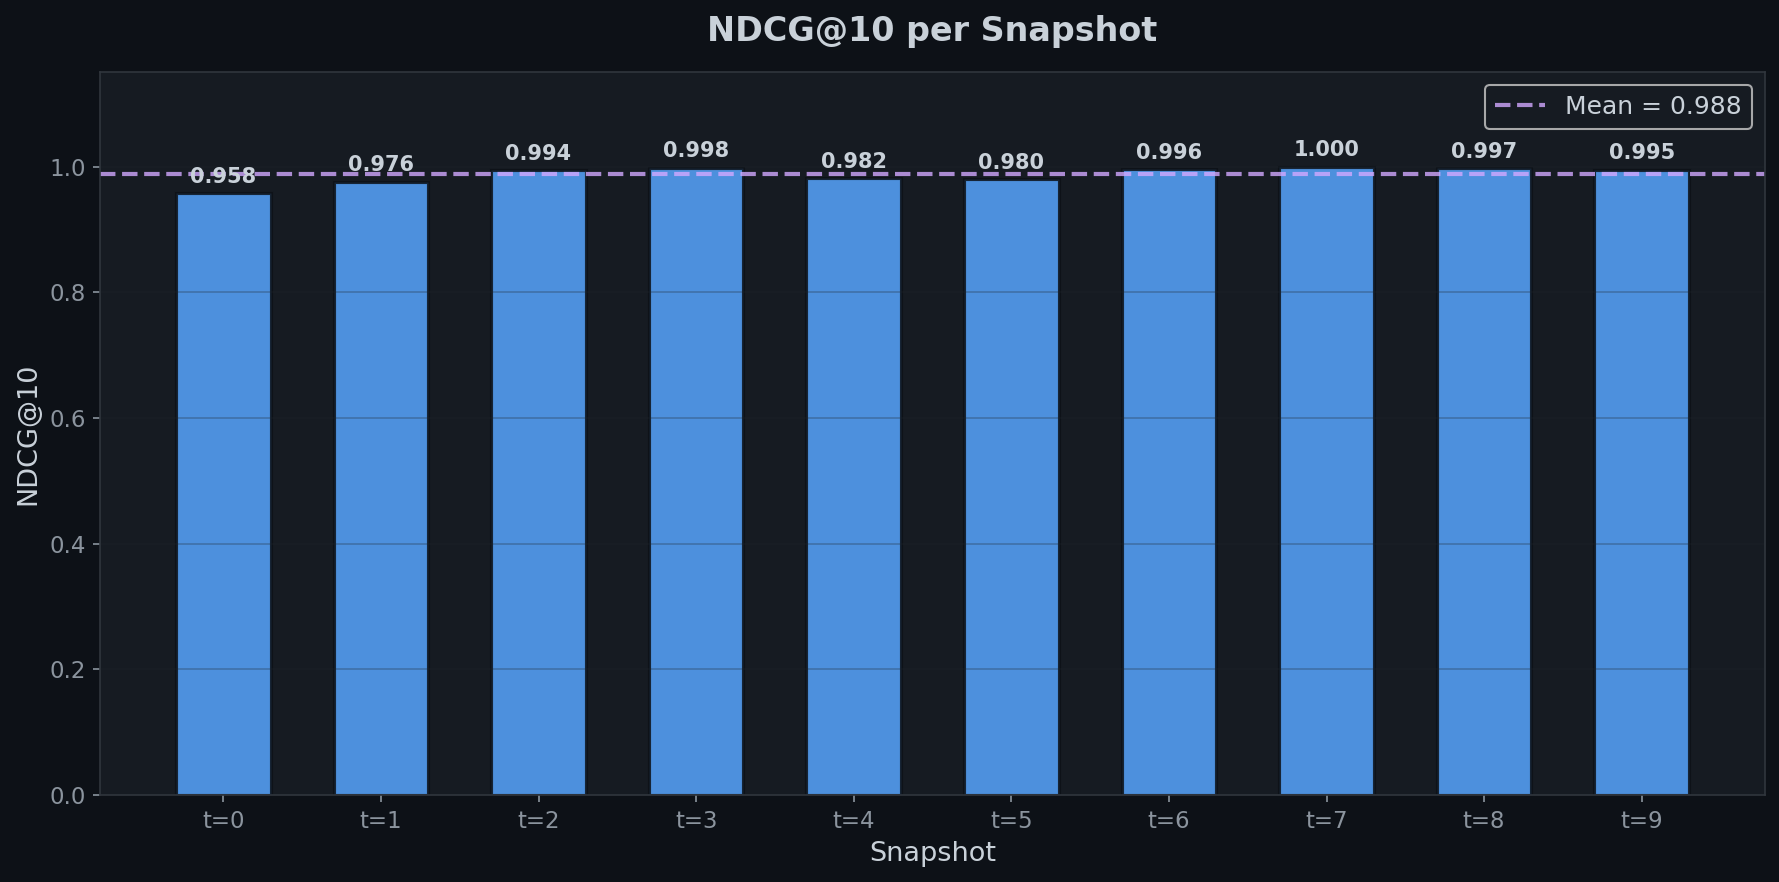 NDCG@10 per Snapshot
Mean = 0.988
0.958
0.976
0.994
0.998
0.982
0.980
0.996
1.000
0.997
0.995
NDCG@10
1.0
0.8
0.6
0.4
0.2
0.0
t=0
t=1
t=2
t=3
t=4
t=5
t=6
t=7
t=8
t=9
Snapshot